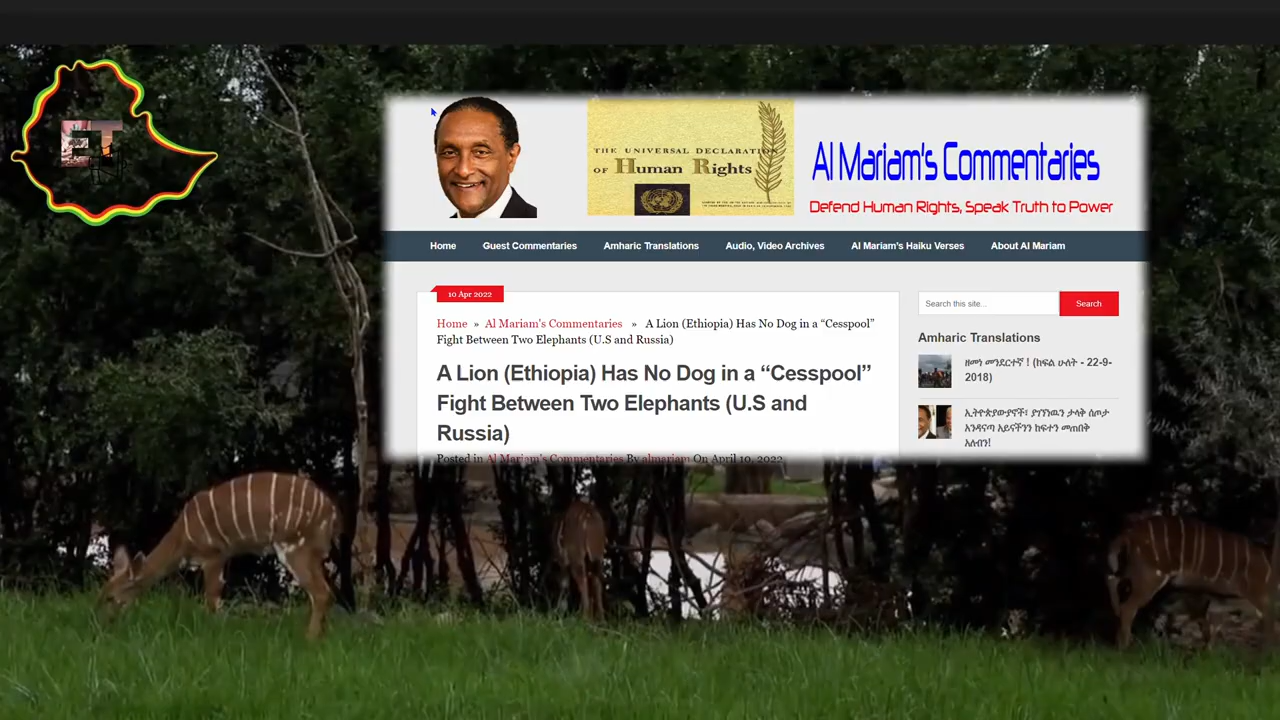 ET
THE UNIVERSAL DECLARATION
OF Human Rights
Al Mariam's Commentaries
Defend Human Rights, Speak Truth to Power
Home Guest Commentaries Amharic Translations Audio, Video Archives Al Mariam's Haiku Verses About Al Mariam
10 Apr 2022
Home » Al Mariam's Commentaries » A Lion (Ethiopia) Has No Dog in a “Cesspool”
Fight Between Two Elephants (U.S and Russia)
A Lion (Ethiopia) Has No Dog in a “Cesspool”
Fight Between Two Elephants (U.S and
Russia)
Posted in Al Mariam's Commentaries By almariam On April 10, 2022
Search this site... Search
Amharic Translations
ዘመነ መንደርተኛ ! (ክፍል ሁለት - 22-9-
2018)
ኢትዮጵያውያኖች፣ ያገኘነዉን ታላቅ ስጦታ
እንዳናጣ አይናችንን ከፍተን መጠበቅ
አለብን!